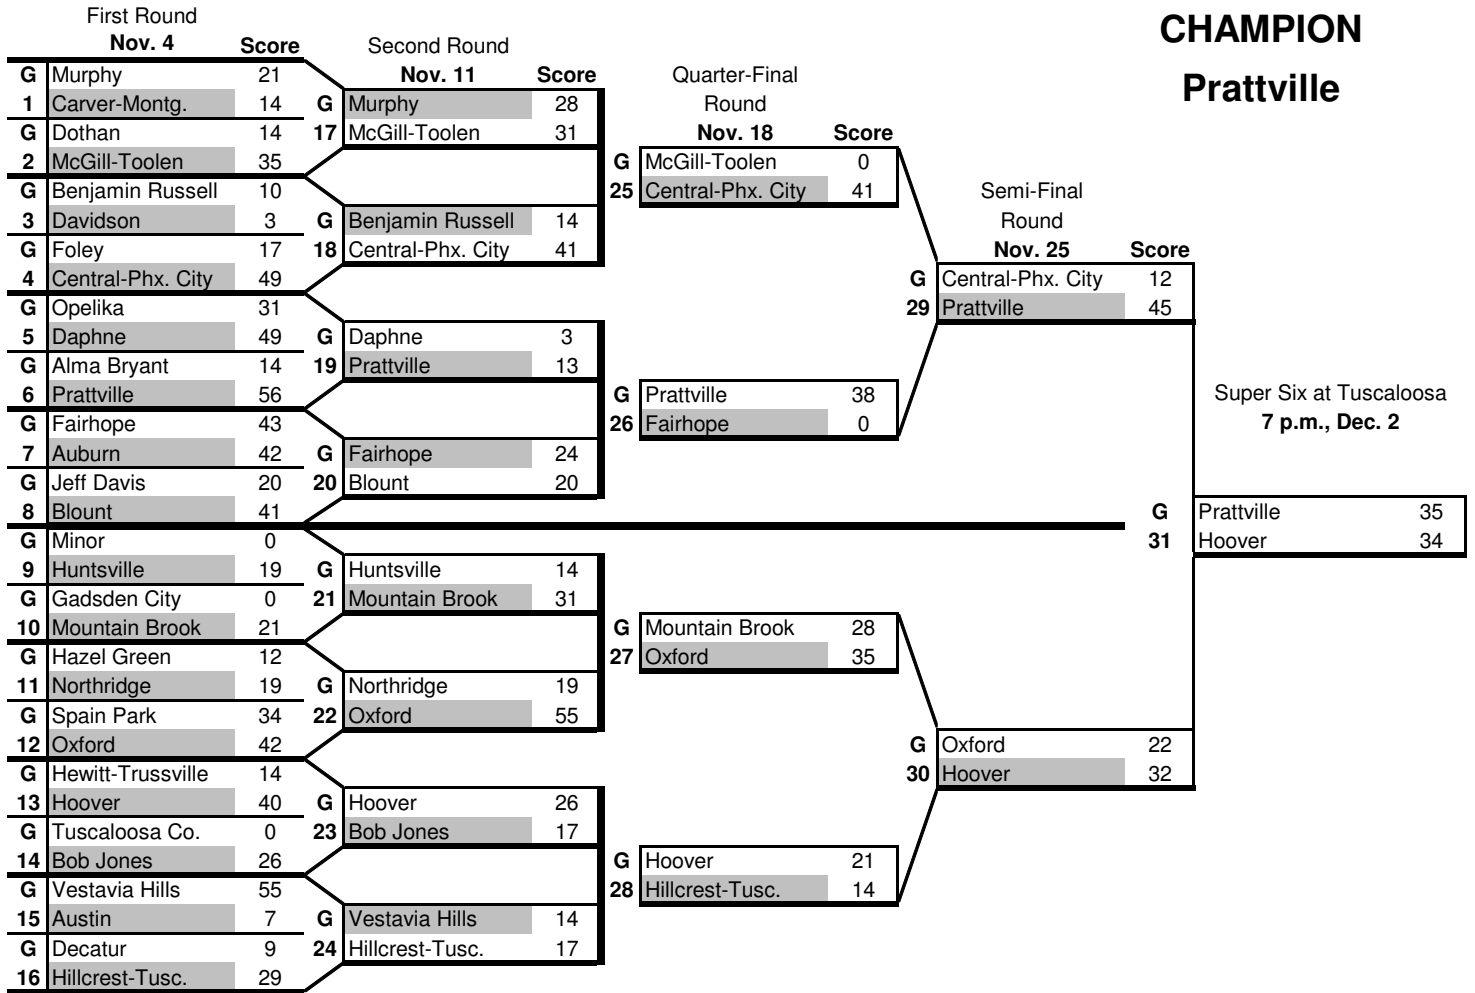 First Round
Nov. 4
Score
G Murphy 21
1 Carver-Montg. 14
G Dothan 14
2 McGill-Toolen 35
G Benjamin Russell 10
3 Davidson 3
G Foley 17
4 Central-Phx. City 49
G Opelika 31
5 Daphne 49
G Alma Bryant 14
6 Prattville 56
G Fairhope 43
7 Auburn 42
G Jeff Davis 20
8 Blount 41
G Minor 0
9 Huntsville 19
G Gadsden City 0
10 Mountain Brook 21
G Hazel Green 12
11 Northridge 19
G Spain Park 34
12 Oxford 42
G Hewitt-Trussville 14
13 Hoover 40
G Tuscaloosa Co. 0
14 Bob Jones 26
G Vestavia Hills 55
15 Austin 7
G Decatur 9
16 Hillcrest-Tusc. 29
Second Round
Nov. 11
Score
G Murphy 28
17 McGill-Toolen 31
G Benjamin Russell 14
18 Central-Phx. City 41
G Daphne 3
19 Prattville 13
G Fairhope 24
20 Blount 20
G Huntsville 14
21 Mountain Brook 31
G Northridge 19
22 Oxford 55
G Hoover 26
23 Bob Jones 17
G Vestavia Hills 14
24 Hillcrest-Tusc. 17
Quarter-Final
Round
Nov. 18
Score
G McGill-Toolen 0
25 Central-Phx. City 41
G Prattville 38
26 Fairhope 0
G Mountain Brook 28
27 Oxford 35
G Hoover 21
28 Hillcrest-Tusc. 14
Semi-Final
Round
Nov. 25
Score
G Central-Phx. City 12
29 Prattville 45
G Oxford 22
30 Hoover 32
CHAMPION
Prattville
Super Six at Tuscaloosa
7 p.m., Dec. 2
G Prattville 35
31 Hoover 34